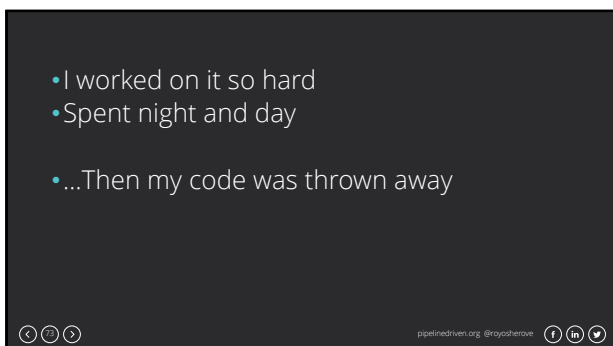 •I worked on it so hard
•Spent night and day
•...Then my code was thrown away
73
pipelinedriven.org @royosherove
f in